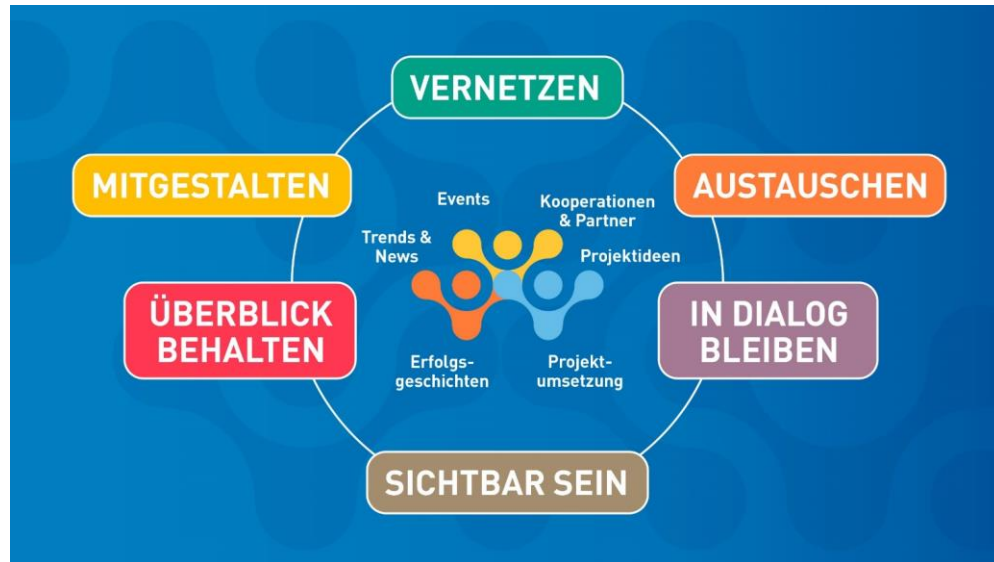 VERNETZEN
MITGESTALTEN
AUSTAUSCHEN
Events
Kooperationen
& Partner
Trends &
News
Projektideen
ÜBERBLICK
BEHALTEN
IN DIALOG
BLEIBEN
Erfolgs-
geschichten
Projekt-
umsetzung
SICHTBAR SEIN